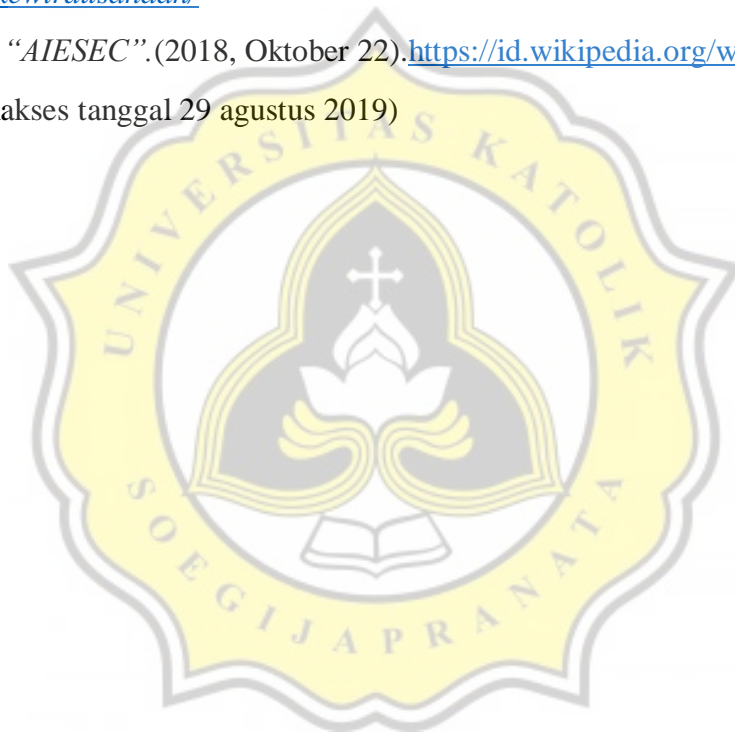 “AIESEC”.(2018, Oktober 22).https://id.wikipedia.org/w
akses tanggal 29 agustus 2019)
UNIVERSITAS KATOLIK
SOEGIJAPRANATA